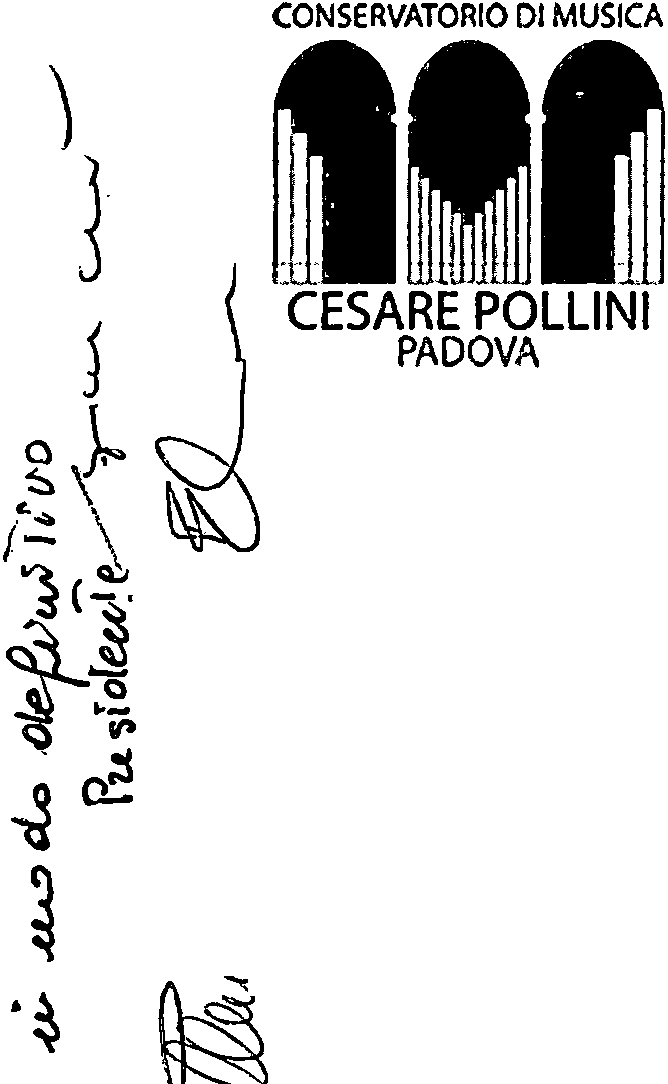 CONSERVATORIO DI MUSICA
CESARE POLLINI
PADOVA
in modo definitivo
Presidente